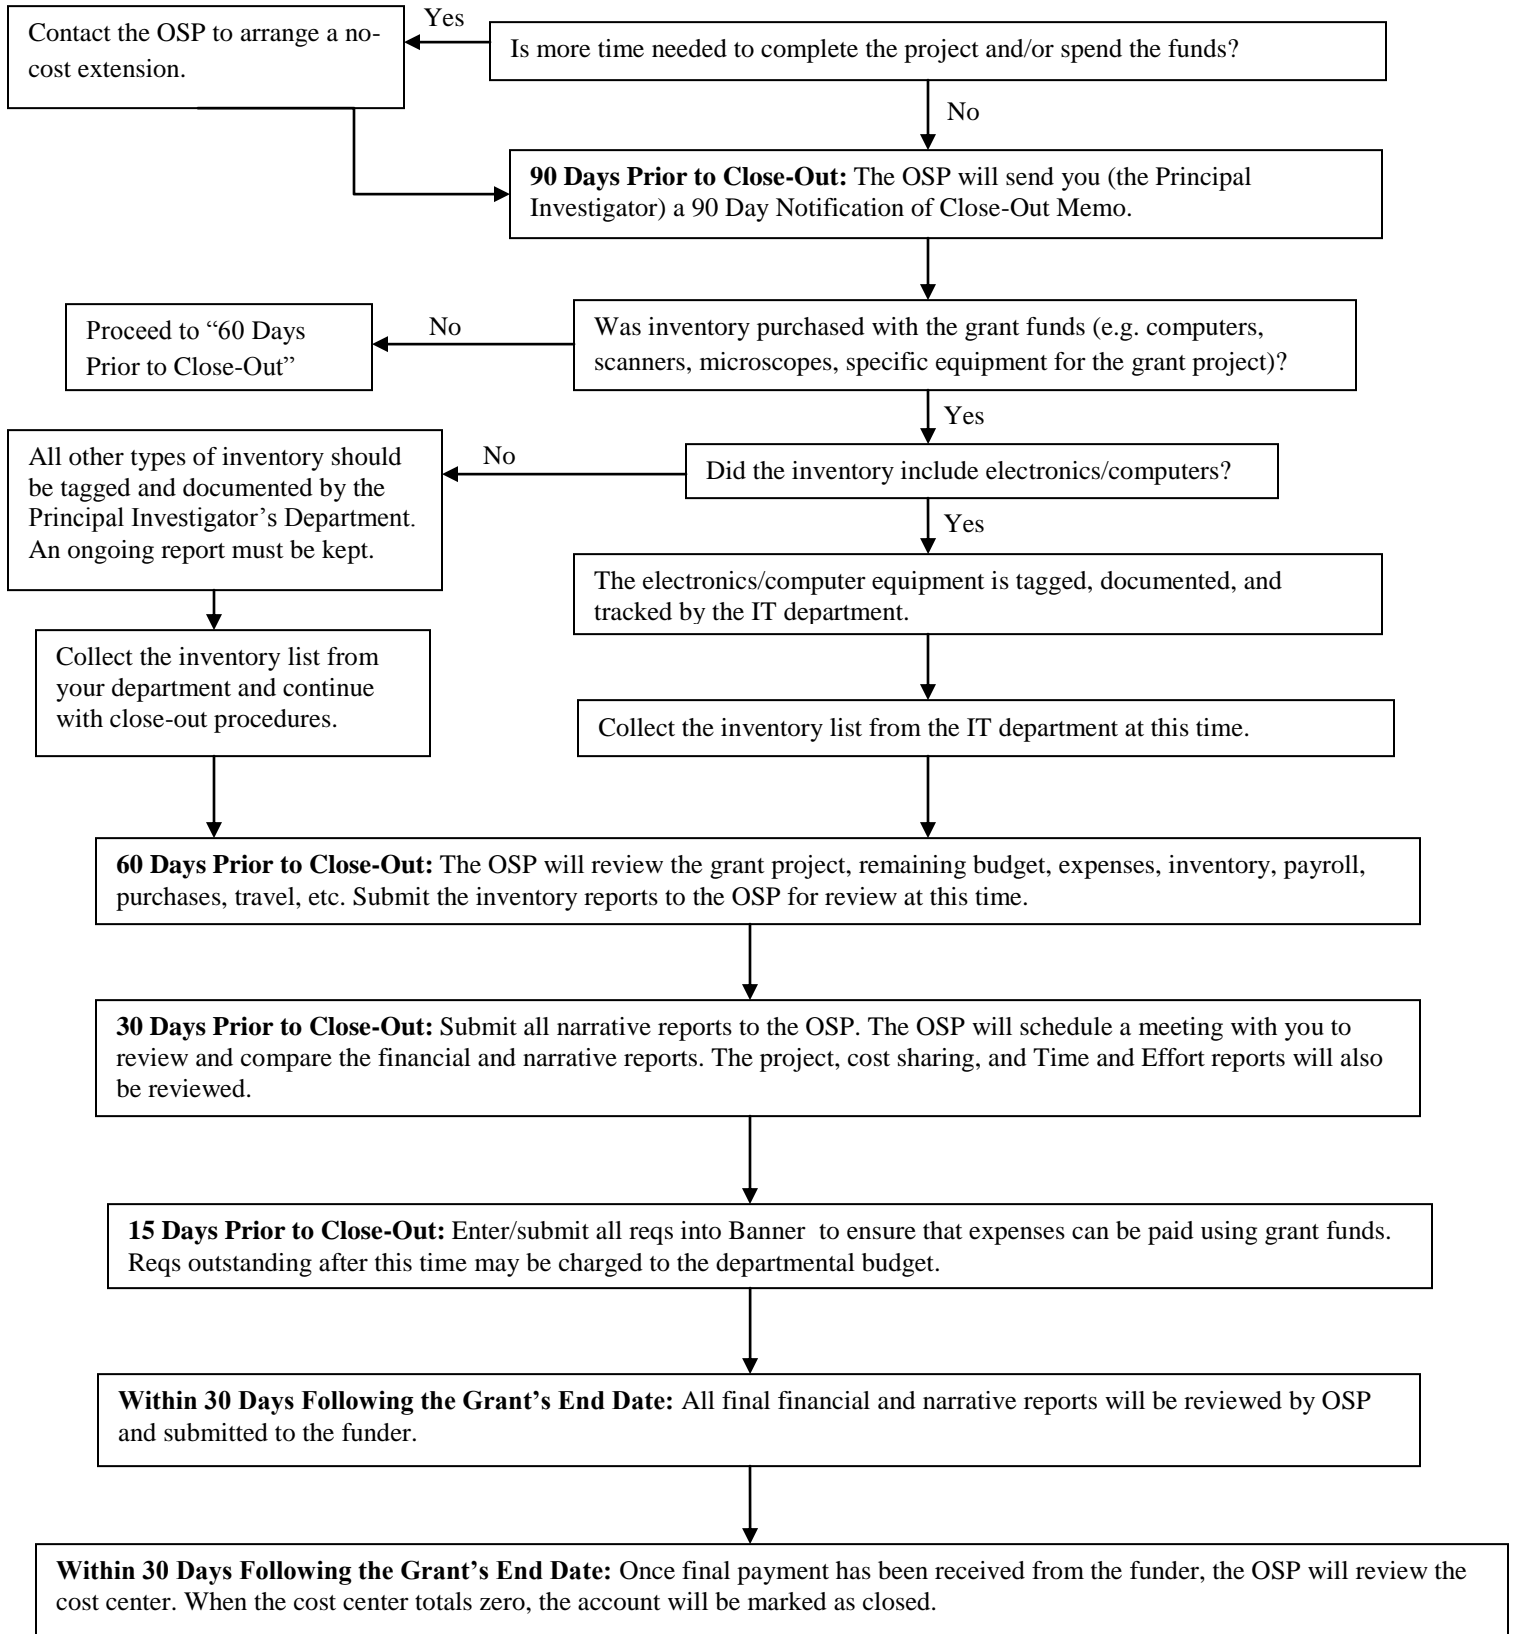 Yes
Contact the OSP to arrange a no-
cost extension.
Is more time needed to complete the project and/or spend the funds?
No
90 Days Prior to Close-Out: The OSP will send you (the Principal
Investigator) a 90 Day Notification of Close-Out Memo.
Proceed to “60 Days
Prior to Close-Out”
No
Was inventory purchased with the grant funds (e.g. computers,
scanners, microscopes, specific equipment for the grant project)?
Yes
All other types of inventory should
be tagged and documented by the
Principal Investigator’s Department.
An ongoing report must be kept.
No
Did the inventory include electronics/computers?
Yes
The electronics/computer equipment is tagged, documented, and
tracked by the IT department.
Collect the inventory list from
your department and continue
with close-out procedures.
Collect the inventory list from the IT department at this time.
60 Days Prior to Close-Out: The OSP will review the grant project, remaining budget, expenses, inventory, payroll,
purchases, travel, etc. Submit the inventory reports to the OSP for review at this time.
30 Days Prior to Close-Out: Submit all narrative reports to the OSP. The OSP will schedule a meeting with you to
review and compare the financial and narrative reports. The project, cost sharing, and Time and Effort reports will also
be reviewed.
15 Days Prior to Close-Out: Enter/submit all reqs into Banner  to ensure that expenses can be paid using grant funds.
Reqs outstanding after this time may be charged to the departmental budget.
Within 30 Days Following the Grant’s End Date: All final financial and narrative reports will be reviewed by OSP
and submitted to the funder.
Within 30 Days Following the Grant’s End Date: Once final payment has been received from the funder, the OSP will review the
cost center. When the cost center totals zero, the account will be marked as closed.